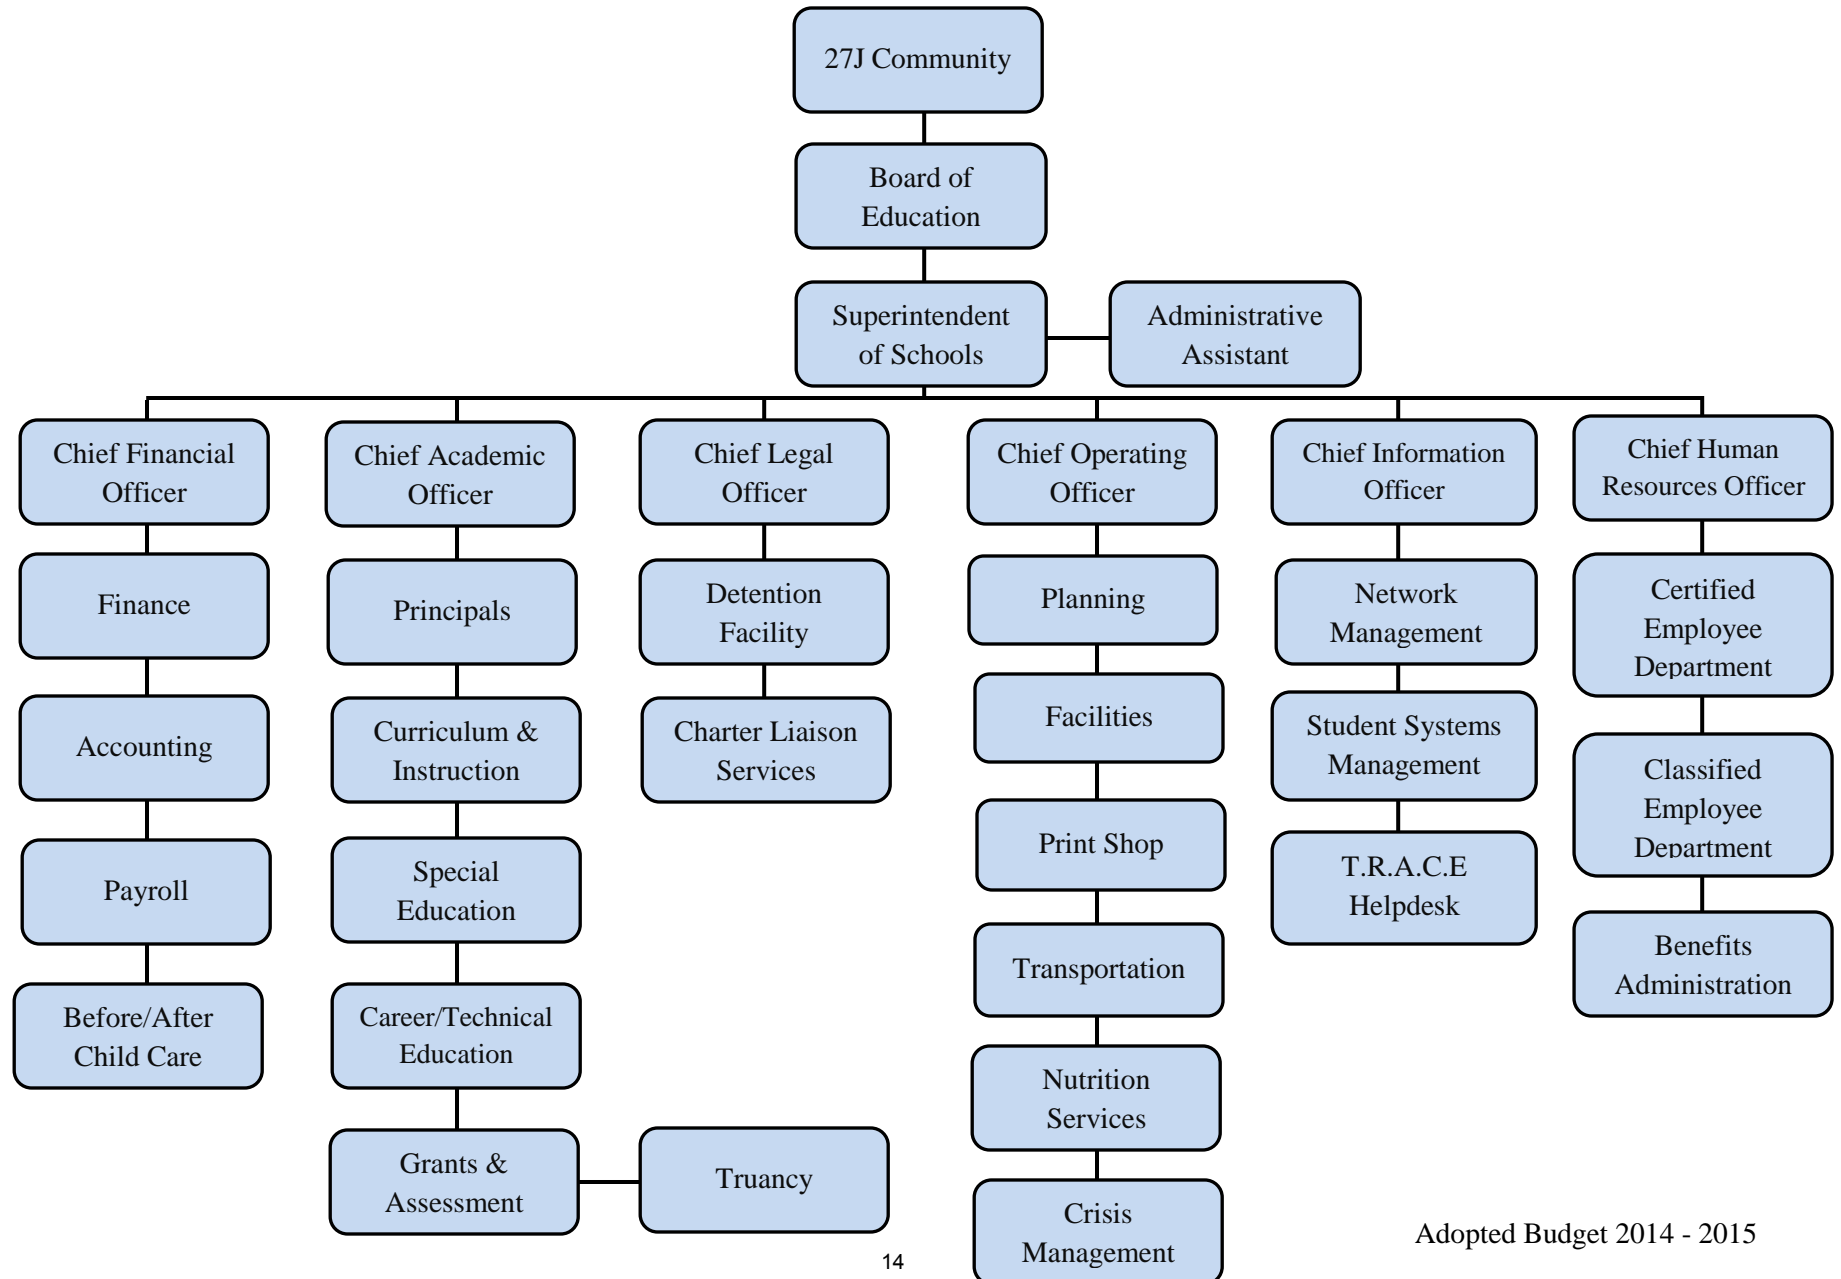 27J Community
Board of
Education
Superintendent
of Schools
Administrative
Assistant
Chief Financial
Officer
Finance
Accounting
Payroll
Before/After
Child Care
Chief Academic
Officer
Principals
Curriculum &
Instruction
Special
Education
Career/Technical
Education
Grants &
Assessment
Truancy
Chief Legal
Officer
Detention
Facility
Charter Liaison
Services
Chief Operating
Officer
Planning
Facilities
Print Shop
Transportation
Nutrition
Services
Crisis
Management
Chief Information
Officer
Network
Management
Student Systems
Management
T.R.A.C.E
Helpdesk
Chief Human
Resources Officer
Certified
Employee
Department
Classified
Employee
Department
Benefits
Administration
14
Adopted Budget 2014 - 2015